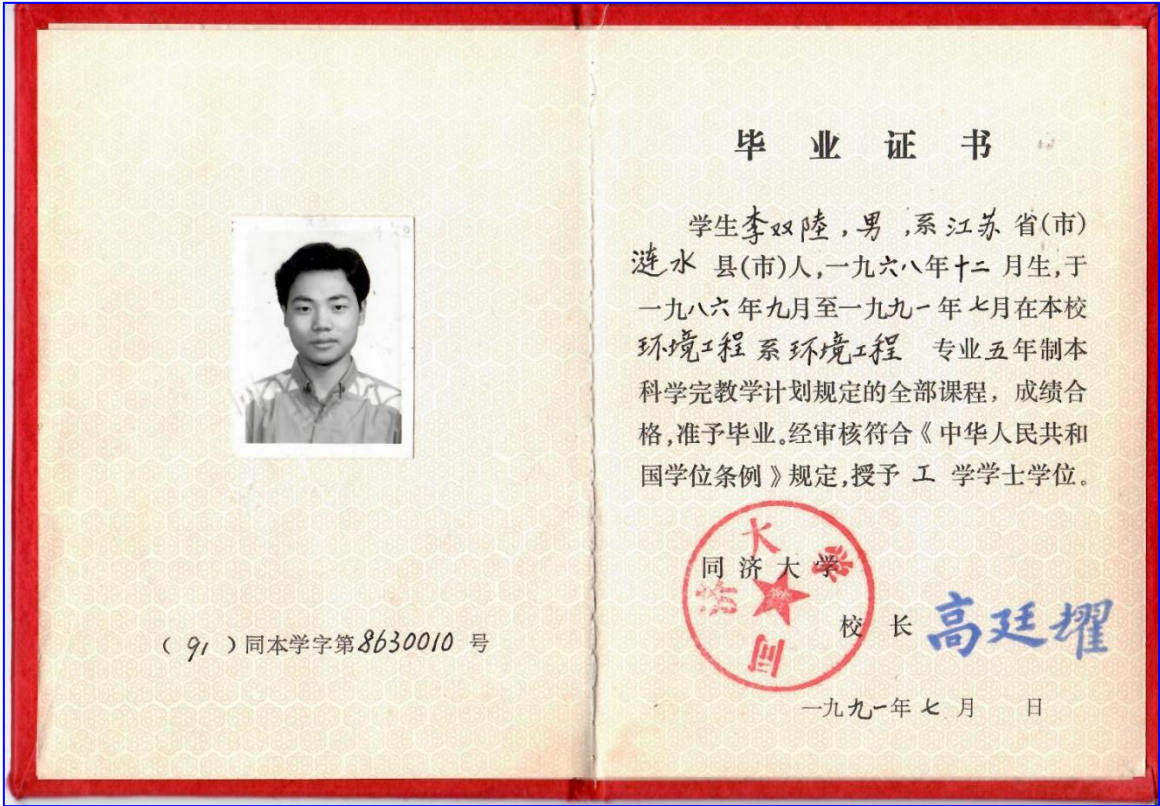 （91）同本学字第8630010 号
毕业证书
学生李双陸,男,系江苏省(市)
涟水 县(市)人,一九六八年十二月生,于
一九八六年九月至一九九一年七月在本校
环境工程系环境工程 专业五年制本
科学完教学计划规定的全部课程，成绩合
格,准予毕业。经审核符合《中华人民共和
国学位条例》规定,授予 工 学学士学位。
同济大学
同济大学
校长 高廷耀
一九九一年七月 日